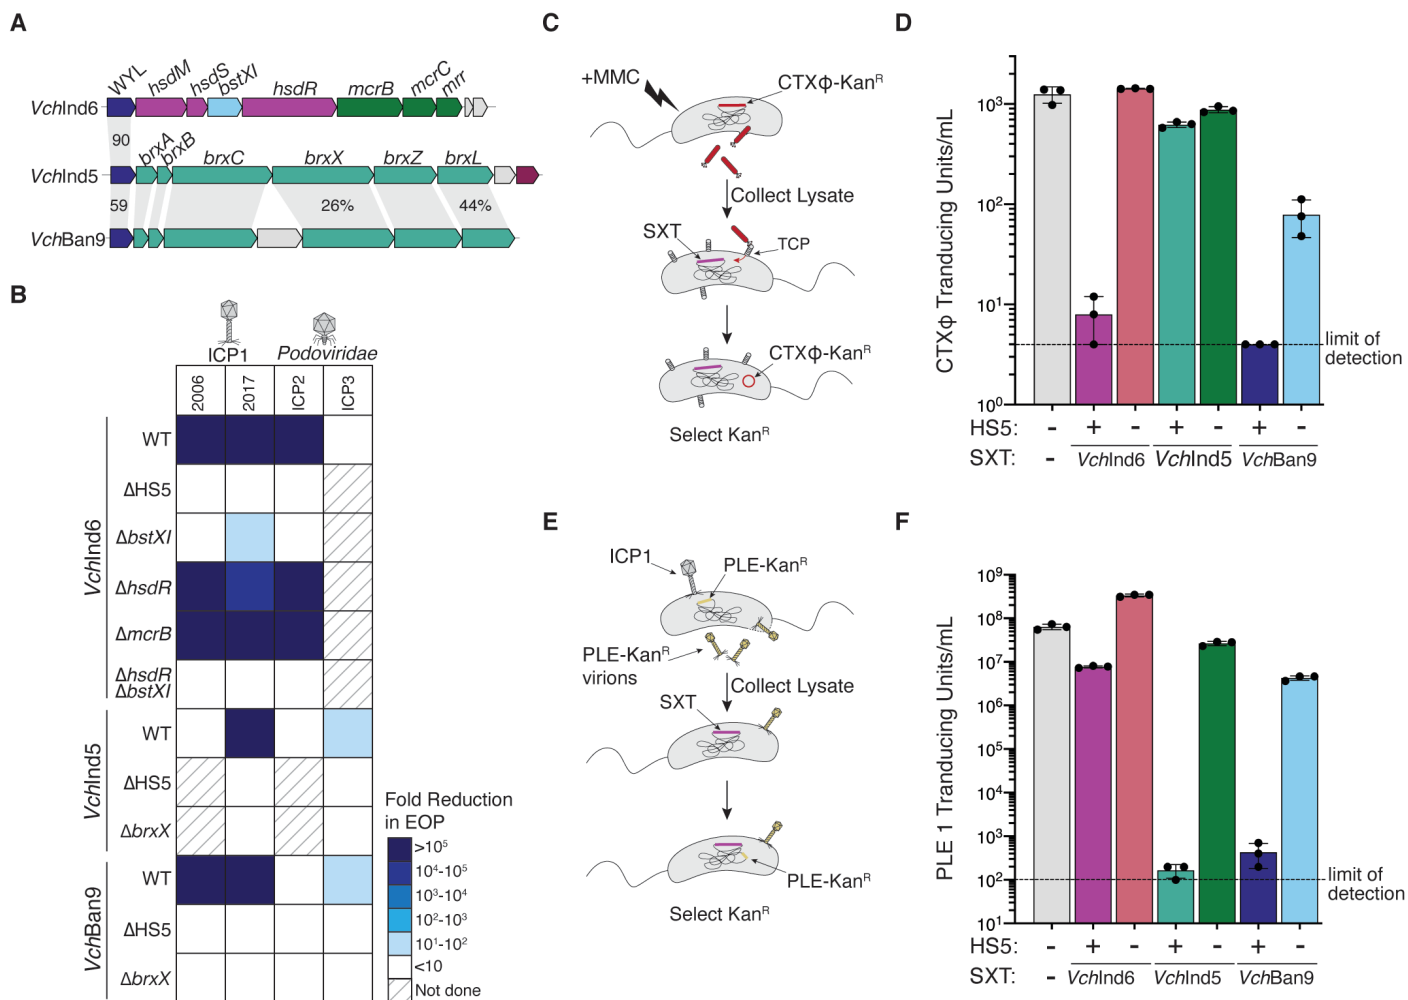 A
WYL hsdM hsdS bstXI hsdR mcrB mcrC mrr
VchInd6
90
brxA brxB brxC brxX brxZ brxL
VchInd5
59 26% 44%
VchBan9
B
ICP1 Podoviridae
2006 2017 ICP2 ICP3
VchInd6
WT
ΔHS5
ΔbstXI
ΔhsdR
ΔmcrB
ΔhsdR
ΔbstXI
VchInd5
WT
ΔHS5
ΔbrxX
VchBan9
WT
ΔHS5
ΔbrxX
Fold Reduction
in EOP
>10⁵
10⁴-10⁵
10³-10⁴
10²-10³
10¹-10²
<10
Not done
C
+MMC
CTXϕ-Kanᴿ
Collect Lysate
SXT
TCP
CTXϕ-Kanᴿ
Select Kanᴿ
D
CTXϕ Tranducing Units/mL
10³
10²
10¹
10⁰
limit of
detection
HS5: - + - + - + -
SXT: - VchInd6 VchInd5 VchBan9
E
ICP1
PLE-Kanᴿ
PLE-Kanᴿ
virions
Collect Lysate
SXT
PLE-Kanᴿ
Select Kanᴿ
F
PLE 1 Tranducing Units/mL
10⁹
10⁸
10⁷
10⁶
10⁵
10⁴
10³
10²
10¹
limit of
detection
HS5: - + - + - + -
SXT: - VchInd6 VchInd5 VchBan9